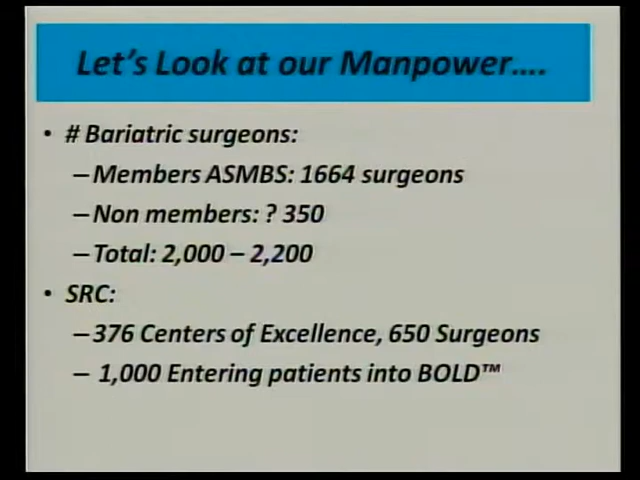 Let's Look at our Manpower....
• # Bariatric surgeons:
–Members ASMBS: 1664 surgeons
–Non members: ? 350
–Total: 2,000 – 2,200
• SRC:
–376 Centers of Excellence, 650 Surgeons
– 1,000 Entering patients into BOLD™